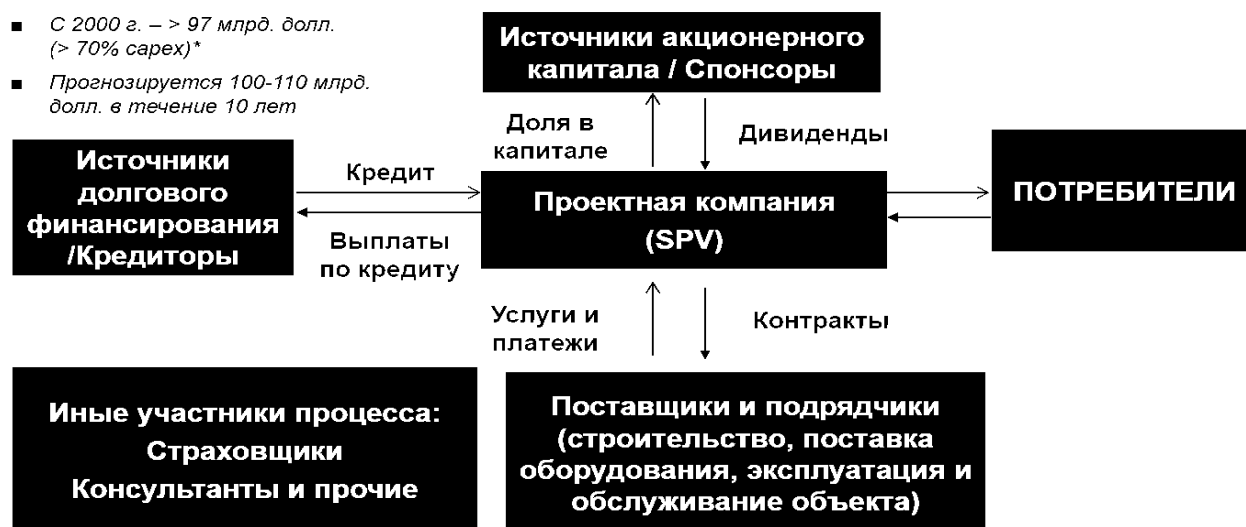 ■ С 2000 г. – > 97 млрд. долл.
(> 70% capex)*
■ Прогнозируется 100-110 млрд.
долл. в течение 10 лет
Источники акционерного
капитала / Спонсоры
Доля в
капитале
Дивиденды
Источники
долгового
финансирования
/Кредиторы
Кредит
Выплаты
по кредиту
Проектная компания
(SPV)
ПОТРЕБИТЕЛИ
Услуги и
платежи
Контракты
Иные участники процесса:
Страховщики
Консультанты и прочие
Поставщики и подрядчики
(строительство, поставка
оборудования, эксплуатация и
обслуживание объекта)